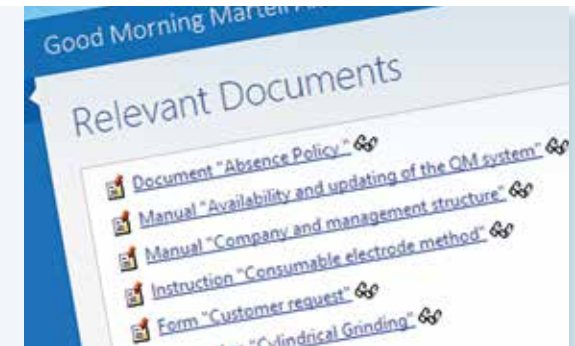 Good Morning Martell
Relevant Documents
Document "Absence Policy "
Manual "Availability and updating of the QM system"
Manual "Company and management structure"
Instruction "Consumable electrode method"
Form "Customer request"
"Cylindrical Grinding"